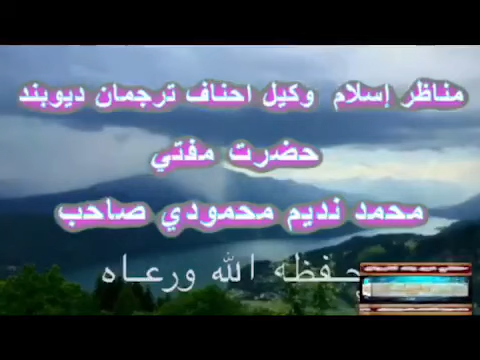 مناظر إسلام وكيل احناف ترجمان ديوبند
حضرت مفتي
محمد نديم محمودي صاحب
حفظه الله ورعاه